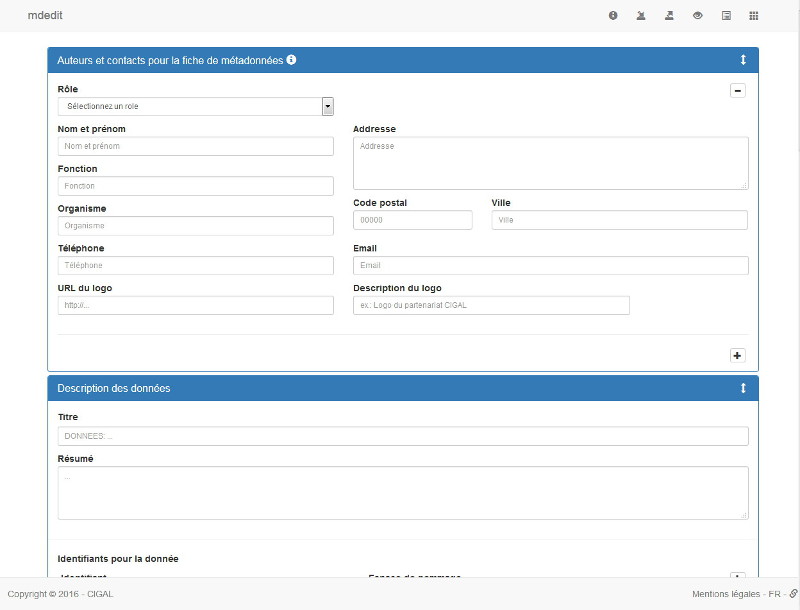 mdedit
Auteurs et contacts pour la fiche de métadonnées
Rôle
Sélectionnez un role
Nom et prénom
Nom et prénom
Addresse
Addresse
Fonction
Fonction
Organisme
Organisme
Code postal
Ville
00000
Ville
Téléphone
Téléphone
Email
Email
URL du logo
http://...
Description du logo
ex.: Logo du partenariat CIGAL
Description des données
Titre
DONNEES: ...
Résumé
...
Identifiants pour la donnée
Identifiant
Espace de nommage
Copyright © 2016 - CIGAL
Mentions légales - FR -